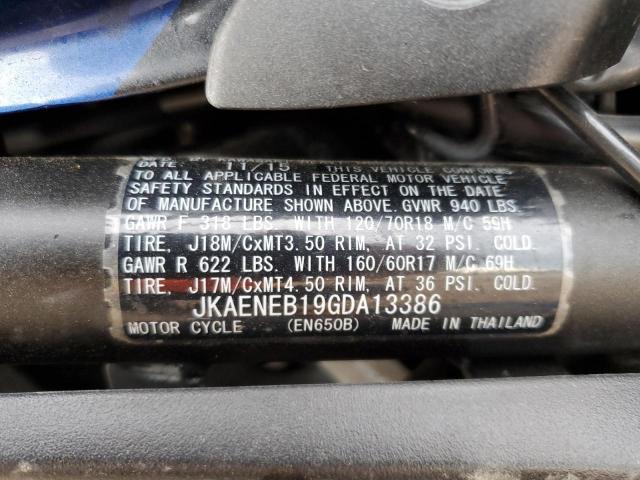 DATE: 11/15 THIS VEHICLE CONFORMS
TO ALL APPLICABLE FEDERAL MOTOR VEHICLE
SAFETY STANDARDS IN EFFECT ON THE DATE
OF MANUFACTURE SHOWN ABOVE. GVWR 940 LBS.
GAWR F 318 LBS. WITH 120/70R18 M/C 59H
TIRE, J18M/CxMT3.50 RIM, AT 32 PSI. COLD.
GAWR R 622 LBS. WITH 160/60R17 M/C 69H
TIRE, J17M/CxMT4.50 RIM, AT 36 PSI. COLD.
JKAENEB19GDA13386
MOTOR CYCLE (EN650B) MADE IN THAILAND